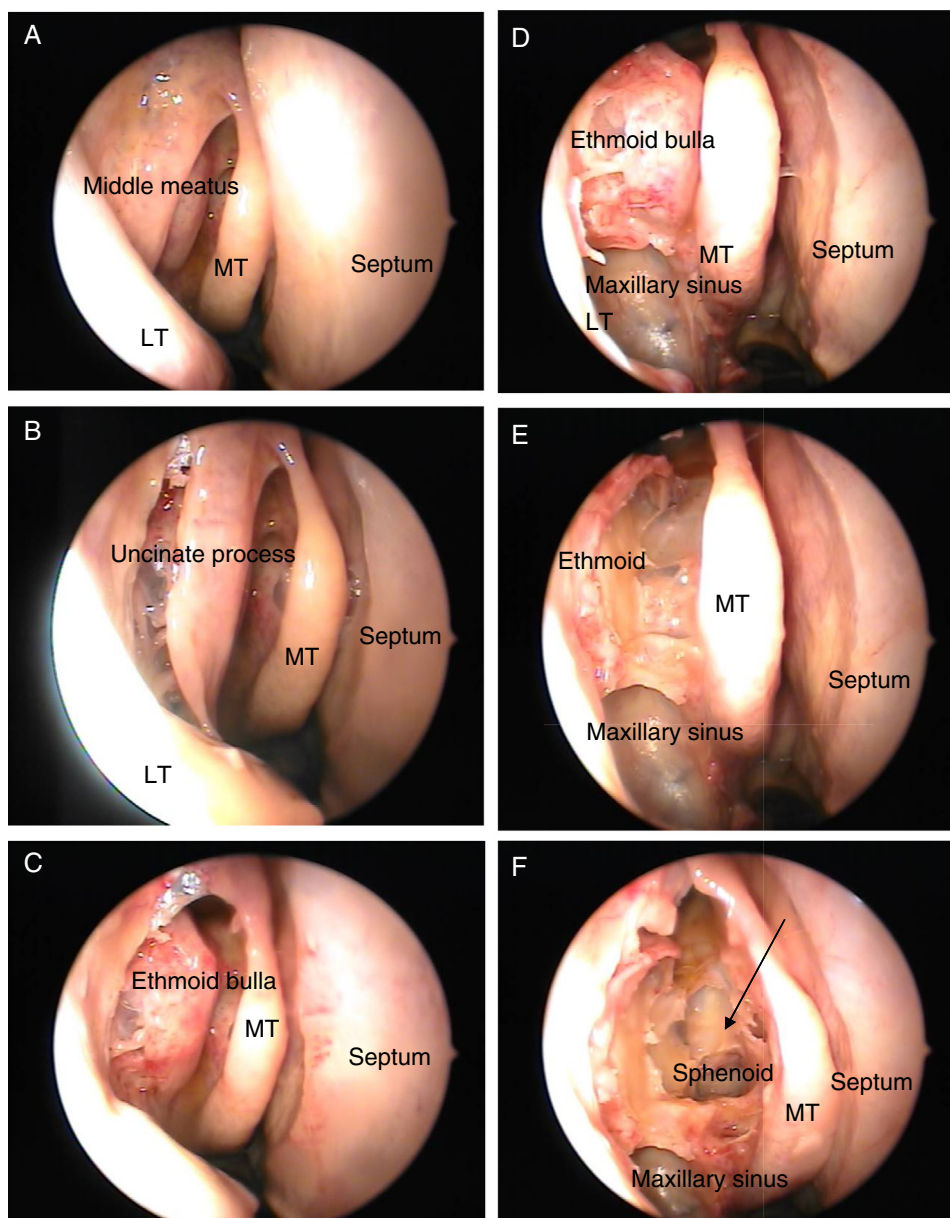 A
Middle meatus
MT
Septum
LT
B
Uncinate process
MT
Septum
LT
C
Ethmoid bulla
MT
Septum
D
Ethmoid bulla
MT
Septum
Maxillary sinus
LT
E
Ethmoid
MT
Septum
Maxillary sinus
F
Sphenoid
Septum
MT
Maxillary sinus